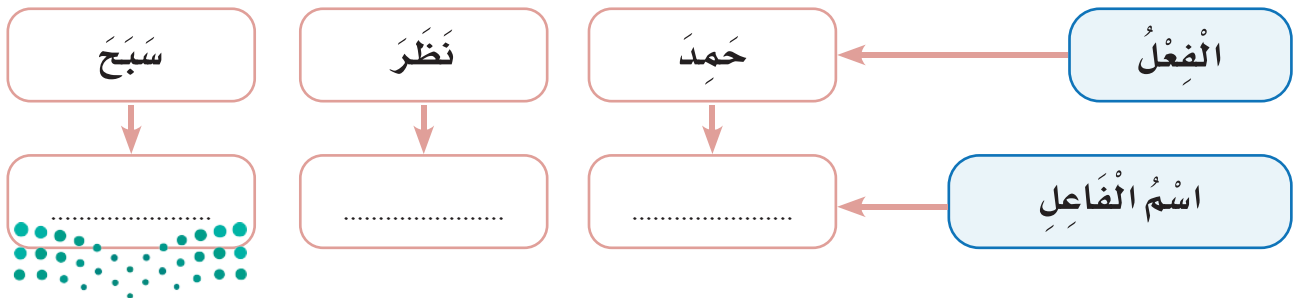 الْفِعْلُ
حَمِدَ
نَظَرَ
سَبَحَ
اسْمُ الْفَاعِلِ
......................
......................
......................